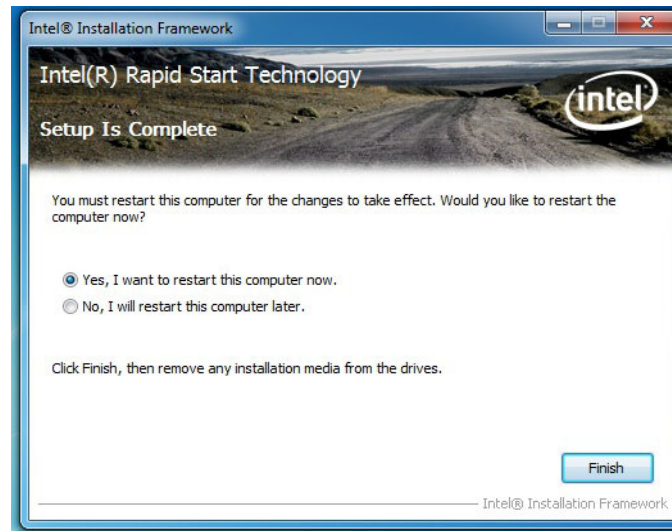 Intel® Installation Framework
Intel(R) Rapid Start Technology
intel
Setup Is Complete
You must restart this computer for the changes to take effect. Would you like to restart the
computer now?
Yes, I want to restart this computer now.
No, I will restart this computer later.
Click Finish, then remove any installation media from the drives.
Finish
Intel® Installation Framework